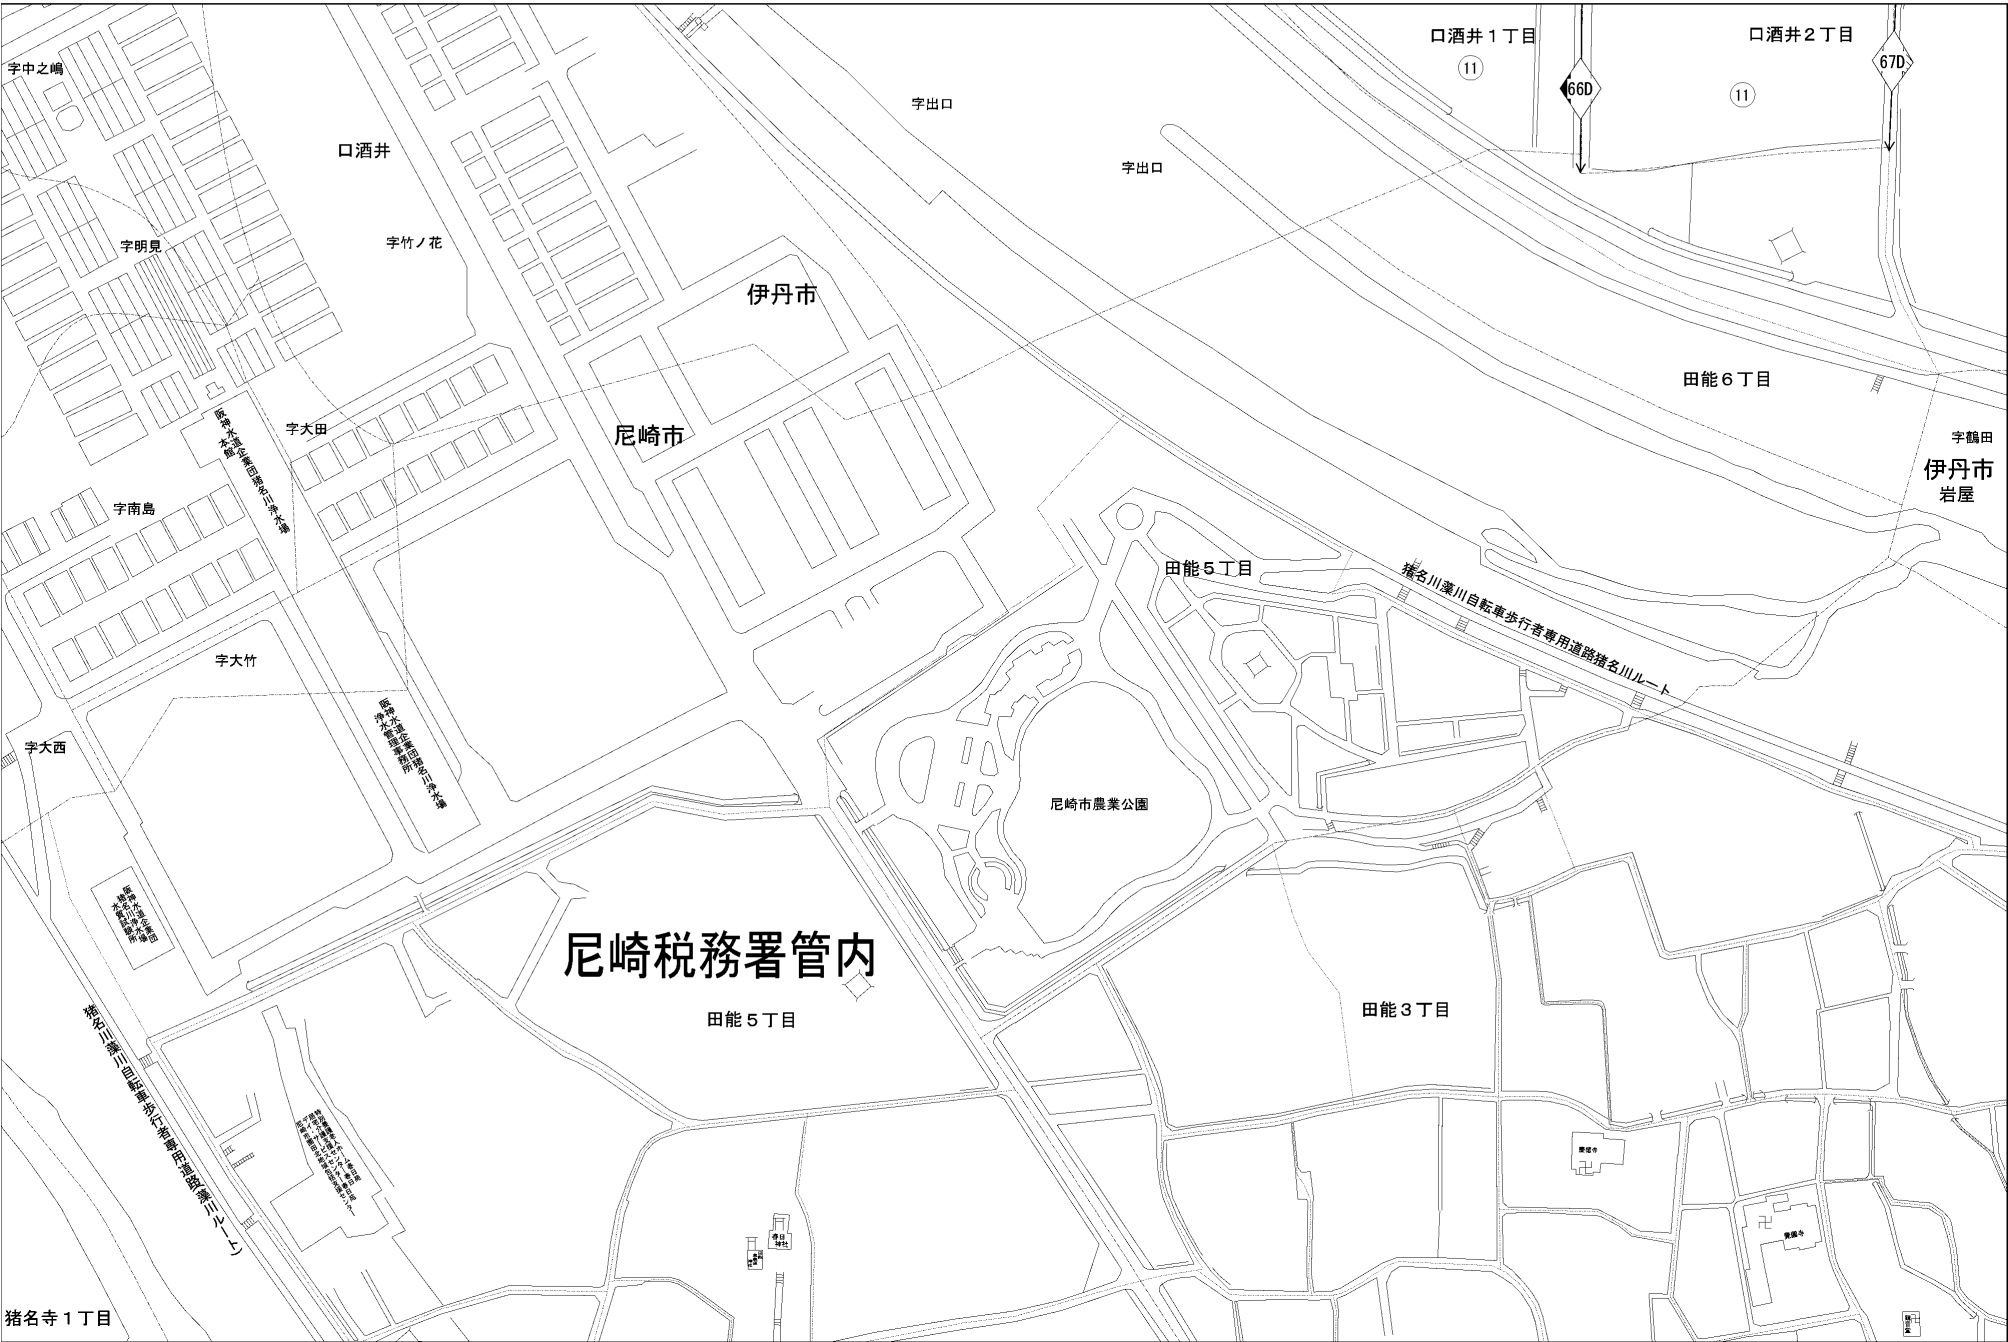 口酒井１丁目
口酒井２丁目
67D
⑪
66D
⑪
字中之嶋
字出口
口酒井
字出口
字明見
字竹ノ花
伊丹市
田能６丁目
字大田
尼崎市
字鶴田
伊丹市
岩屋
阪神水道企業団猪名川浄水場
本館
字南島
田能５丁目
猪名川藻川自転車歩行者専用道路猪名川ルート
字大竹
阪神水道企業団猪名川浄水場
浄水管理事務所
字大西
尼崎市農業公園
阪神水道企業団
猪名川浄水場
水質試験所
尼崎税務署管内
田能５丁目
田能３丁目
猪名川藻川自転車歩行者専用道路(藻川ルート)
春日
神社
猪名寺１丁目